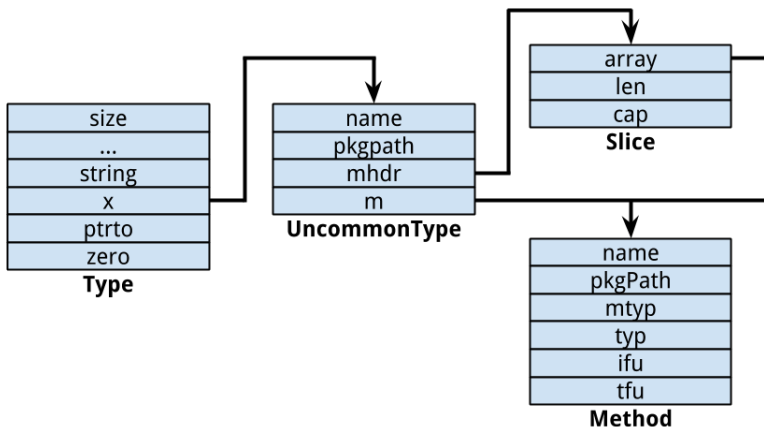 size
...
string
x
ptrto
zero
Type
name
pkgpath
mhdr
m
UncommonType
array
len
cap
Slice
name
pkgPath
mtyp
typ
ifu
tfu
Method